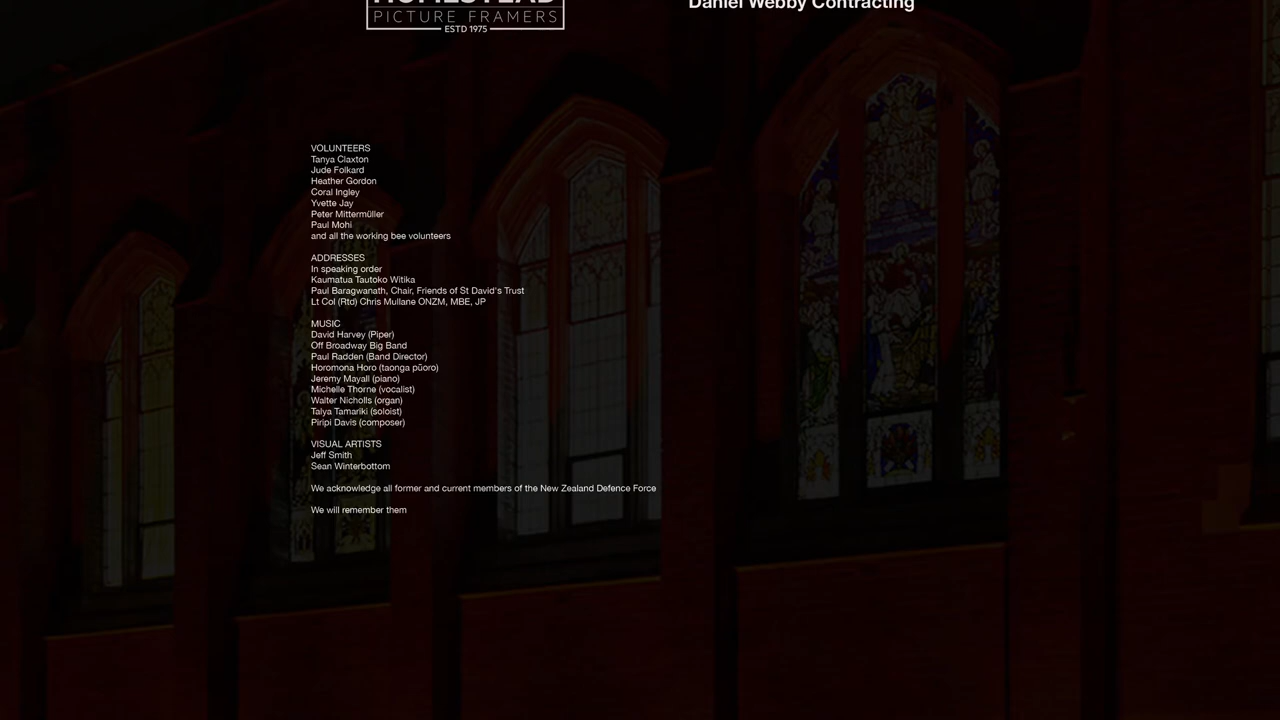 HOMESTEAD
PICTURE FRAMERS
ESTD 1975
Daniel Webby Contracting
VOLUNTEERS
Tanya Claxton
Jude Folkard
Heather Gordon
Coral Ingley
Yvette Jay
Peter Mittermüller
Paul Mohi
and all the working bee volunteers
ADDRESSES
In speaking order
Kaumatua Tautoko Witika
Paul Baragwanath, Chair, Friends of St David's Trust
Lt Col (Rtd) Chris Mullane ONZM, MBE, JP
MUSIC
David Harvey (Piper)
Off Broadway Big Band
Paul Radden (Band Director)
Horomona Horo (taonga pūoro)
Jeremy Mayall (piano)
Michelle Thorne (vocalist)
Walter Nicholls (organ)
Talya Tamariki (soloist)
Piripi Davis (composer)
VISUAL ARTISTS
Jeff Smith
Sean Winterbottom
We acknowledge all former and current members of the New Zealand Defence Force
We will remember them